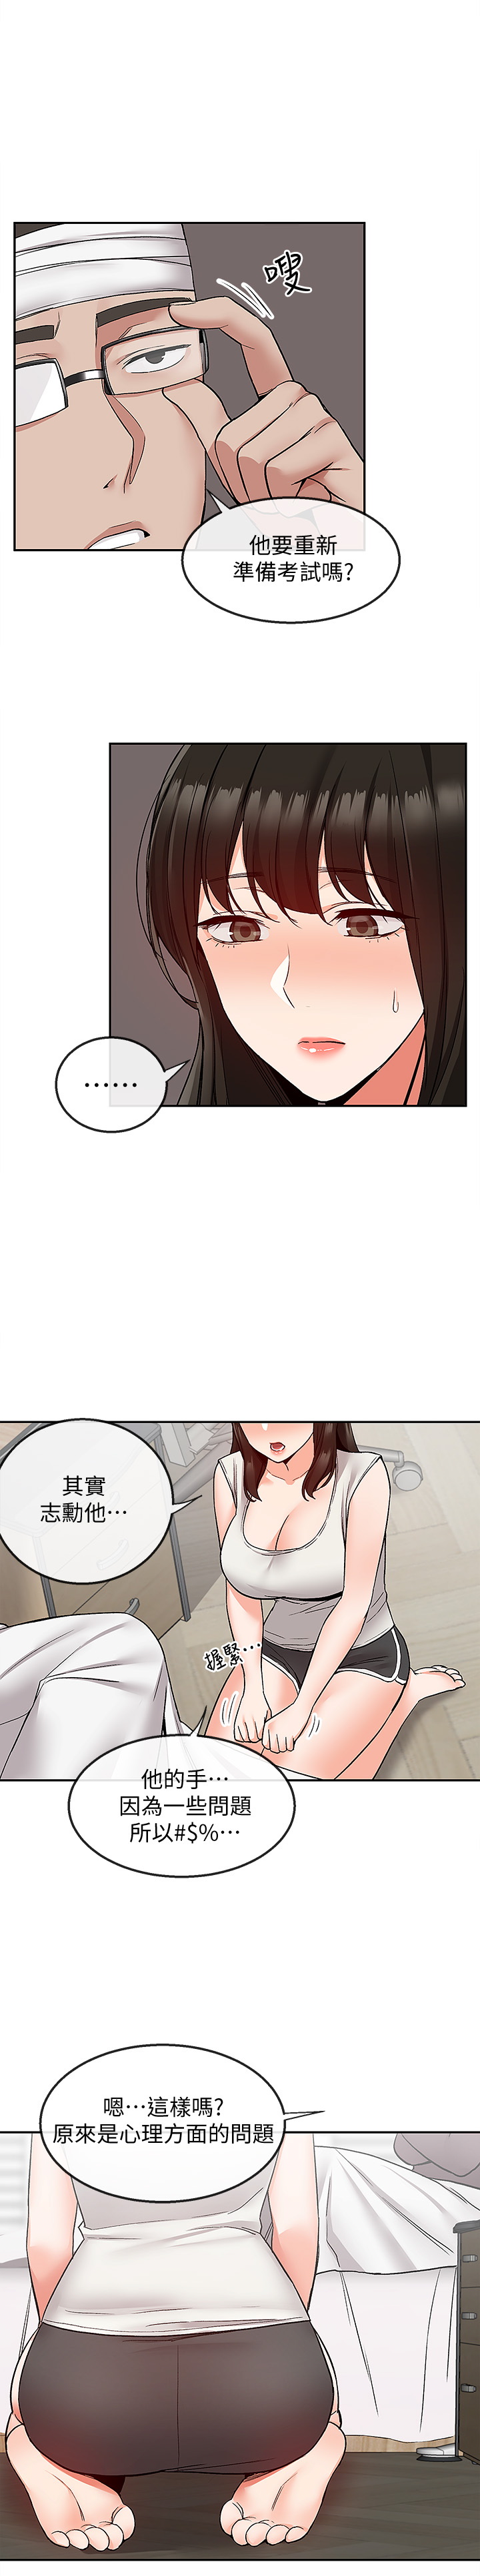 嗖
他要重新
準備考試嗎?
⋯⋯
其實
志勳他⋯
握緊⋯
他的手⋯
因為一些問題
所以#$%⋯
嗯⋯這樣嗎?
原來是心理方面的問題